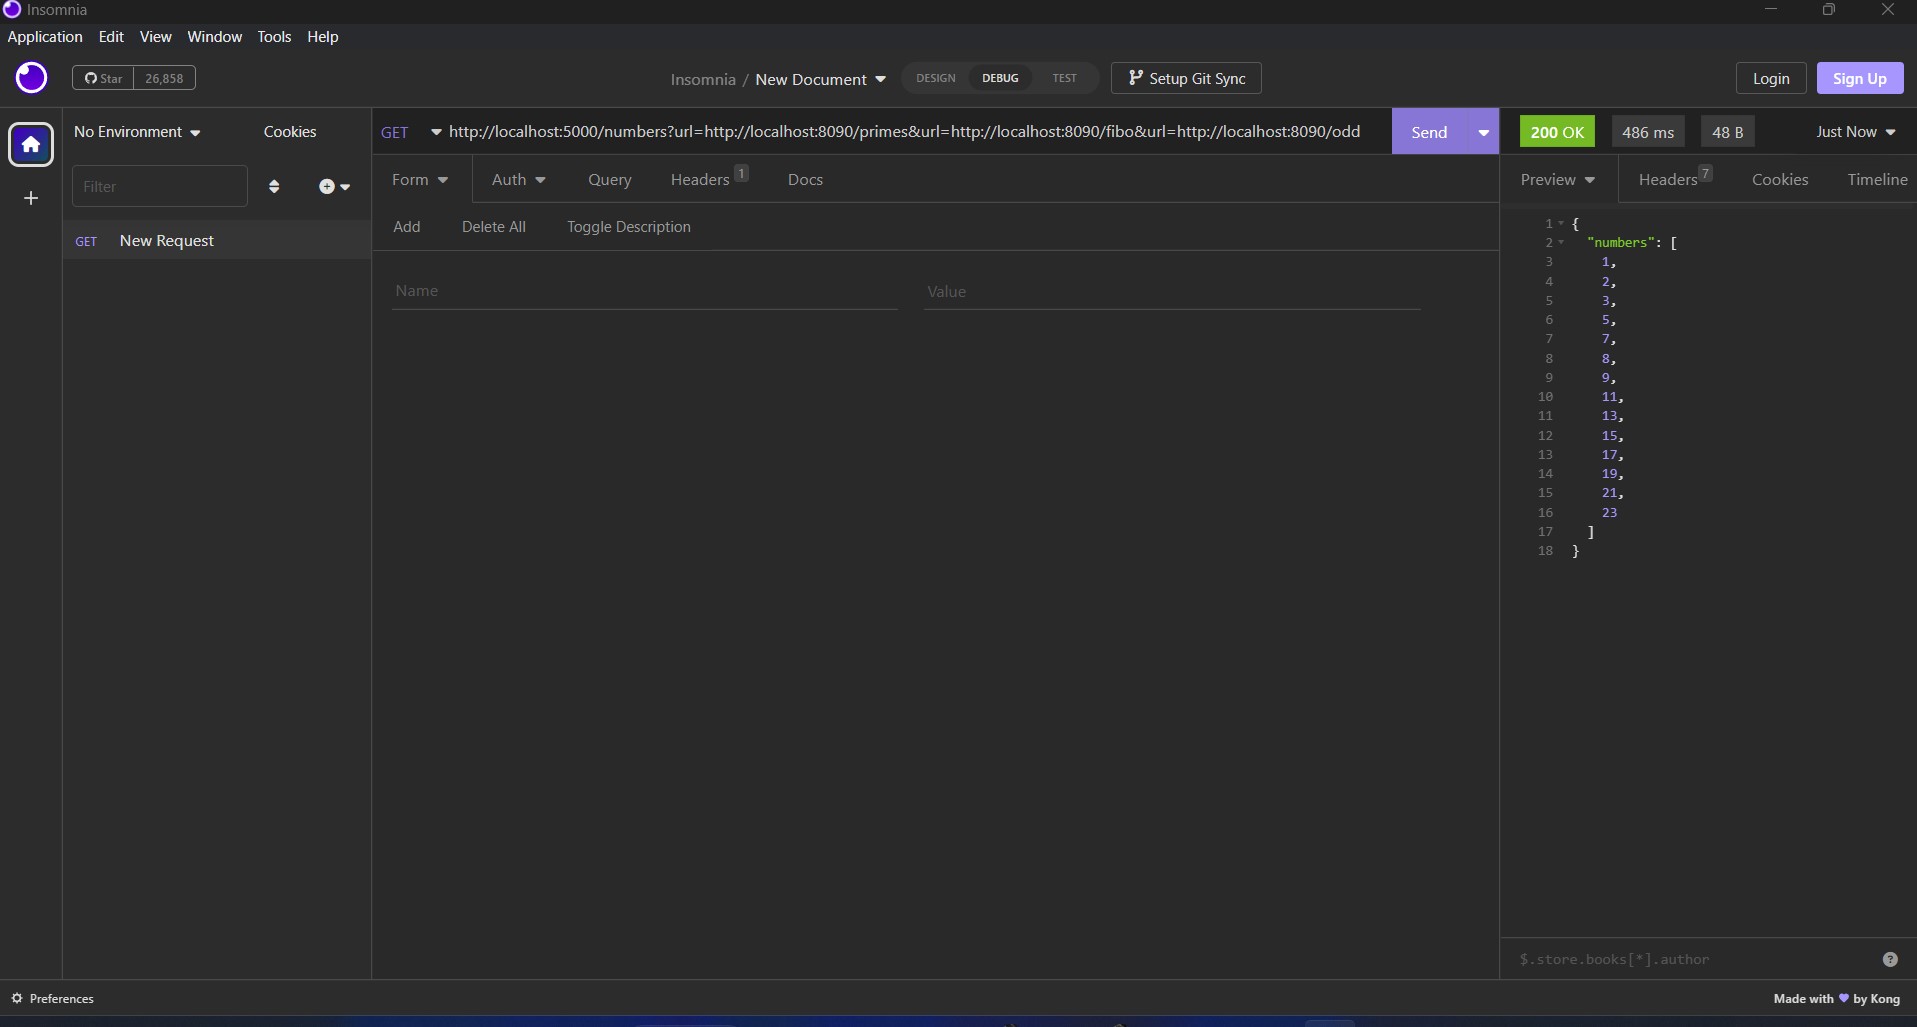 Insomnia
Application Edit View Window Tools Help
Star 26,858 Insomnia / New Document DESIGN DEBUG TEST Setup Git Sync Login Sign Up
No Environment Cookies GET http://localhost:5000/numbers?url=http://localhost:8090/primes&url=http://localhost:8090/fibo&url=http://localhost:8090/odd Send 200 OK 486 ms 48 B Just Now
Filter Form Auth Query Headers 1 Docs Preview Headers 7 Cookies Timeline
Add Delete All Toggle Description
GET New Request
Name Value
1 {
2 "numbers": [
3 1,
4 2,
5 3,
6 5,
7 7,
8 8,
9 9,
10 11,
11 13,
12 15,
13 17,
14 19,
15 21,
16 23
17 ]
18 }
$.store.books[*].author ?
Preferences Made with by Kong